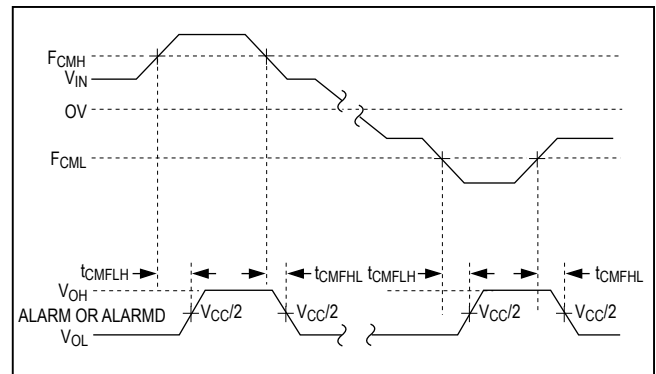 FCMH
VIN
OV
FCML
tCMFLH tCMFHL tCMFLH tCMFHL
VOH
ALARM OR ALARMD VCC/2 VCC/2 VCC/2 VCC/2
VOL